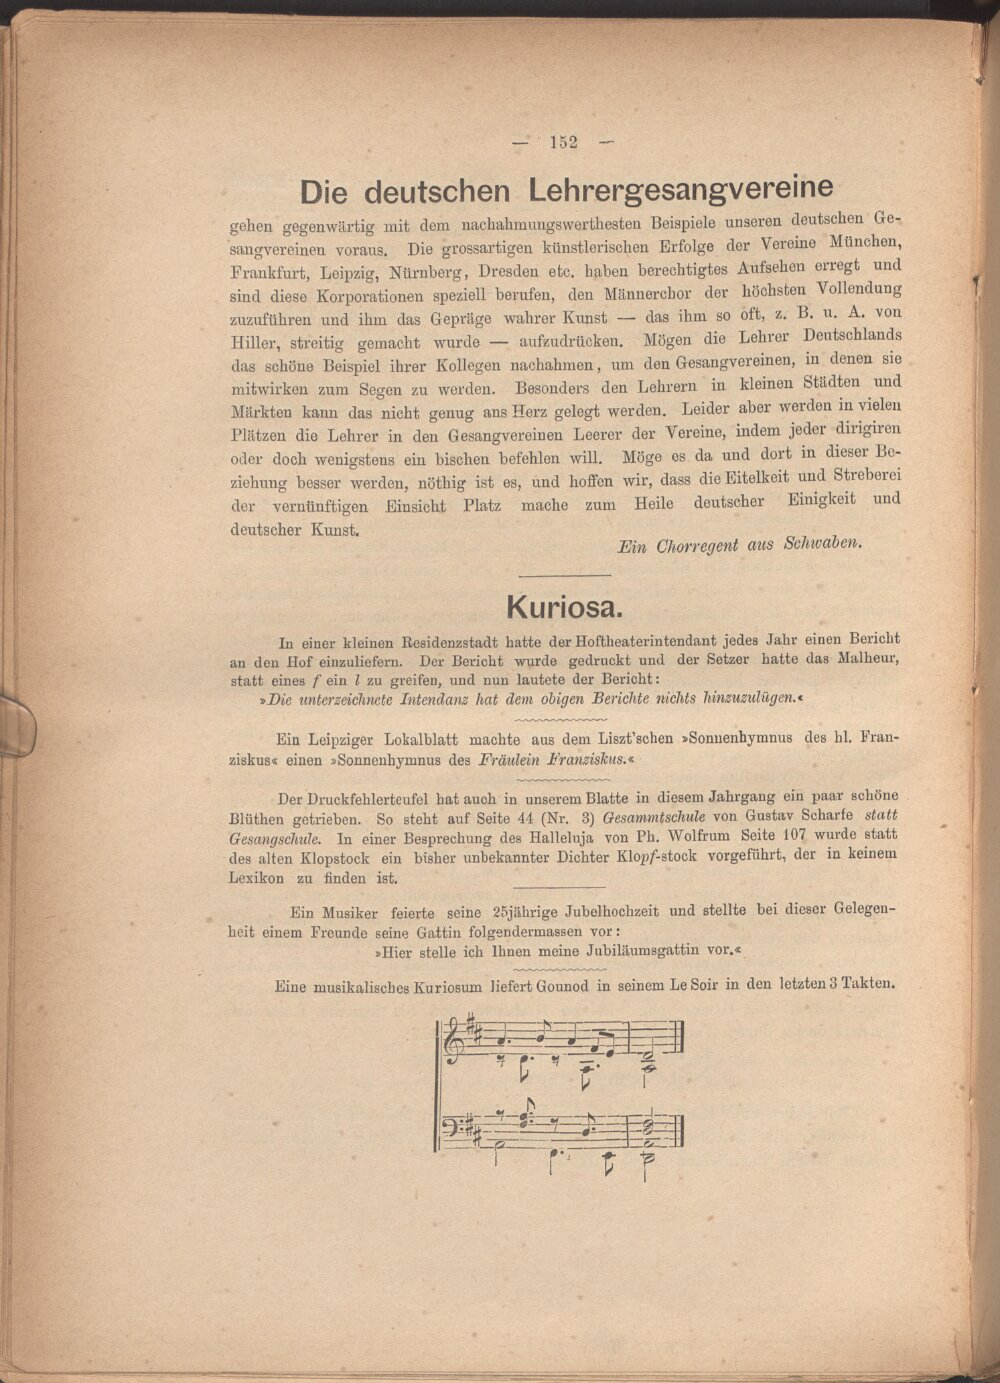 — 152 —
Die deutschen Lehrergesangvereine
gehen gegenwärtig mit dem nachahmungswerthesten Beispiele unseren deutschen Ge-
sangvereinen voraus. Die grossartigen künstlerischen Erfolge der Vereine München,
Frankfurt, Leipzig, Nürnberg, Dresden etc. haben berechtigtes Aufsehen erregt und
sind diese Korporationen speziell berufen, den Männerchor der höchsten Vollendung
zuzuführen und ihm das Gepräge wahrer Kunst — das ihm so oft, z. B. u. A. von
Hiller, streitig gemacht wurde — aufzudrücken. Mögen die Lehrer Deutschlands
das schöne Beispiel ihrer Kollegen nachahmen, um den Gesangvereinen, in denen sie
mitwirken zum Segen zu werden. Besonders den Lehrern in kleinen Städten und
Märkten kann das nicht genug ans Herz gelegt werden. Leider aber werden in vielen
Plätzen die Lehrer in den Gesangvereinen Leerer der Vereine, indem jeder dirigiren
oder doch wenigstens ein bischen befehlen will. Möge es da und dort in dieser Be-
ziehung besser werden, nöthig ist es, und hoffen wir, dass die Eitelkeit und Streberei
der vernünftigen Einsicht Platz mache zum Heile deutscher Einigkeit und
deutscher Kunst.
Ein Chorregent aus Schwaben.
Kuriosa.
In einer kleinen Residenzstadt hatte der Hoftheaterintendant jedes Jahr einen Bericht
an den Hof einzuliefern. Der Bericht wurde gedruckt und der Setzer hatte das Malheur,
statt eines f ein l zu greifen, und nun lautete der Bericht:
»Die unterzeichnete Intendanz hat dem obigen Berichte nichts hinzuzulügen.«
Ein Leipziger Lokalblatt machte aus dem Liszt'schen »Sonnenhymnus des hl. Fran-
ziskus« einen »Sonnenhymnus des Fräulein Franziskus.«
Der Druckfehlerteufel hat auch in unserem Blatte in diesem Jahrgang ein paar schöne
Blüthen getrieben. So steht auf Seite 44 (Nr. 3) Gesammtschule von Gustav Scharfe statt
Gesangschule. In einer Besprechung des Halleluja von Ph. Wolfrum Seite 107 wurde statt
des alten Klopstock ein bisher unbekannter Dichter Klopf-stock vorgeführt, der in keinem
Lexikon zu finden ist.
Ein Musiker feierte seine 25jährige Jubelhochzeit und stellte bei dieser Gelegen-
heit einem Freunde seine Gattin folgendermassen vor:
»Hier stelle ich Ihnen meine Jubiläumsgattin vor.«
Eine musikalisches Kuriosum liefert Gounod in seinem Le Soir in den letzten 3 Takten.